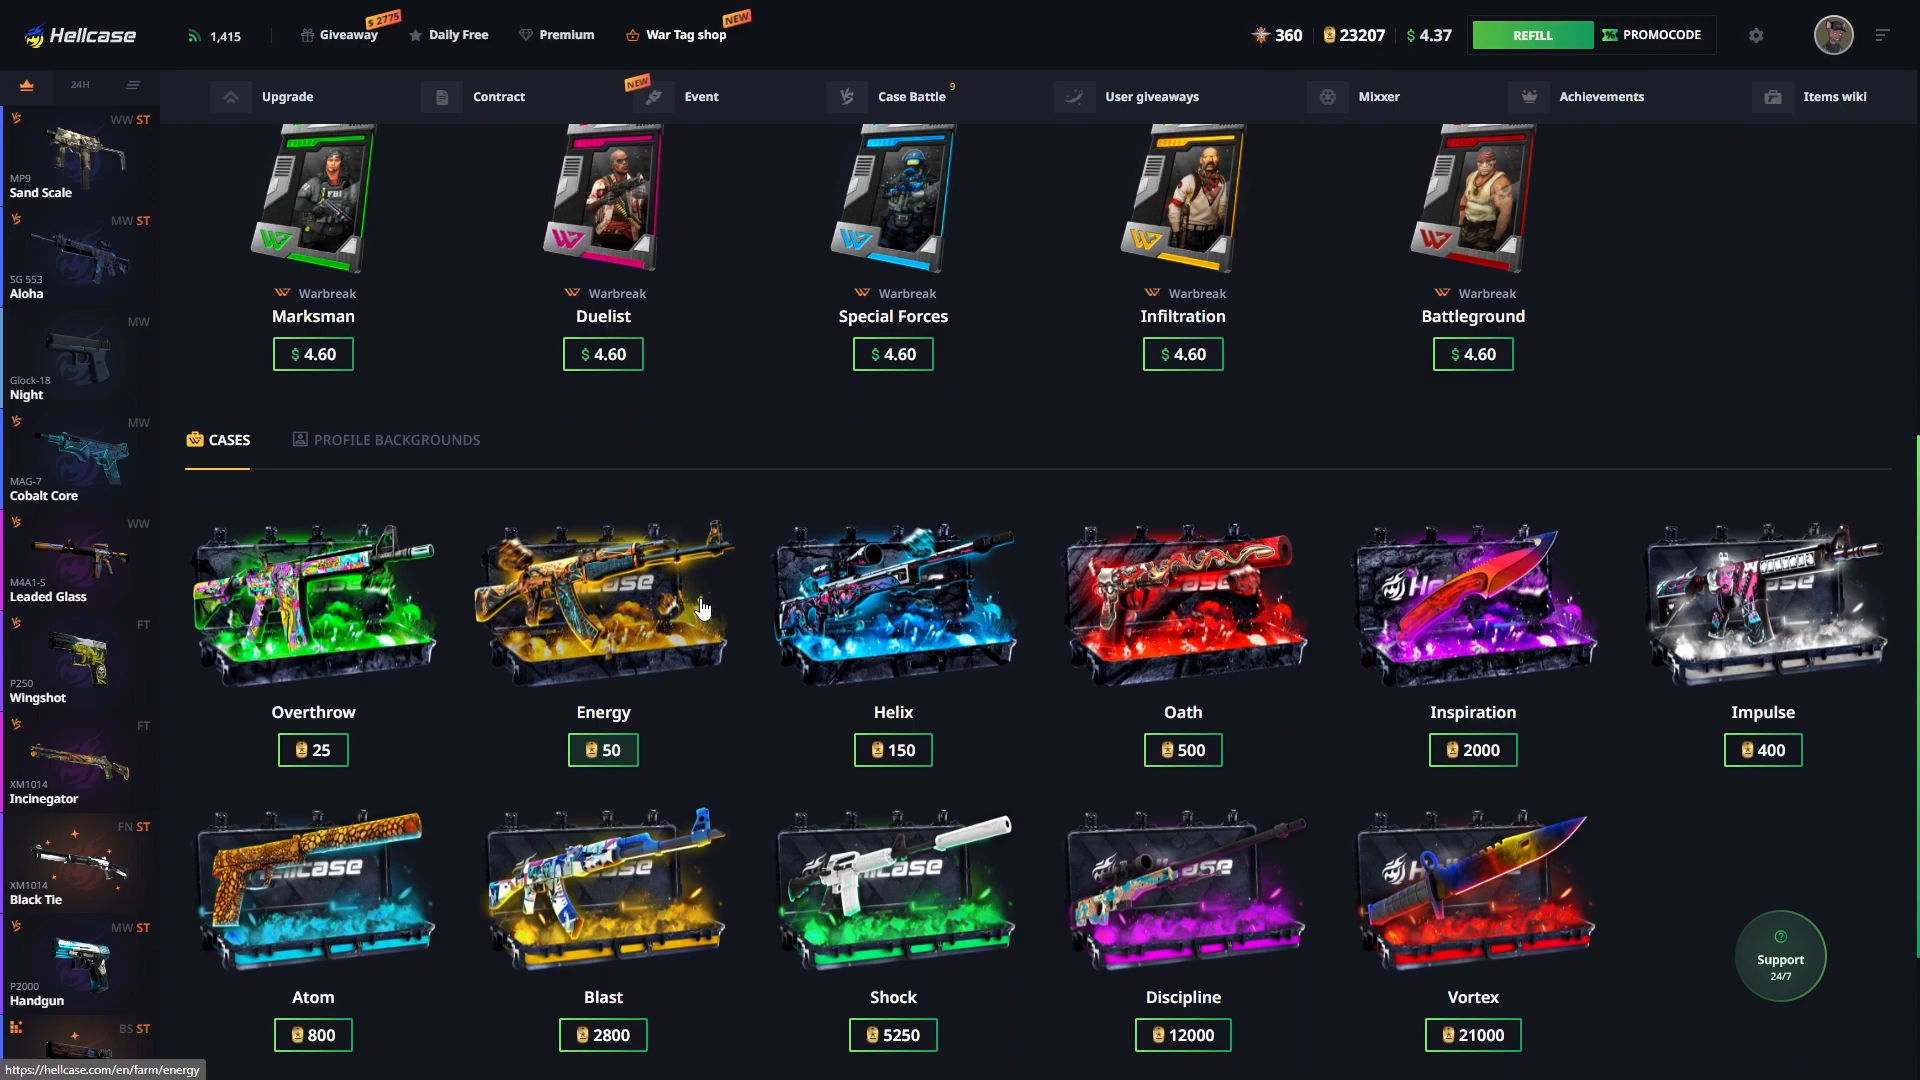 Hellcase
1,415
Giveaway
$ 2775
Daily Free
Premium
War Tag shop
NEW
360
23207
$ 4.37
REFILL
PROMOCODE
24H
Upgrade
Contract
NEW
Event
Case Battle
9
User giveaways
Mixxer
Achievements
Items wiki
WW ST
MP9
Sand Scale
MW ST
SG 553
Aloha
MW
Glock-18
Night
MW
MAG-7
Cobalt Core
WW
M4A1-S
Leaded Glass
FT
P250
Wingshot
FT
XM1014
Incinegator
FN ST
XM1014
Black Tie
MW ST
P2000
Handgun
BS ST
FBI
Warbreak
Marksman
$ 4.60
Warbreak
Duelist
$ 4.60
Warbreak
Special Forces
$ 4.60
Warbreak
Infiltration
$ 4.60
Warbreak
Battleground
$ 4.60
CASES
PROFILE BACKGROUNDS
Overthrow
25
Energy
50
Helix
150
Oath
500
Inspiration
2000
Impulse
400
Atom
800
Blast
2800
Shock
5250
Discipline
12000
Vortex
21000
Support
24/7
https://hellcase.com/en/farm/energy